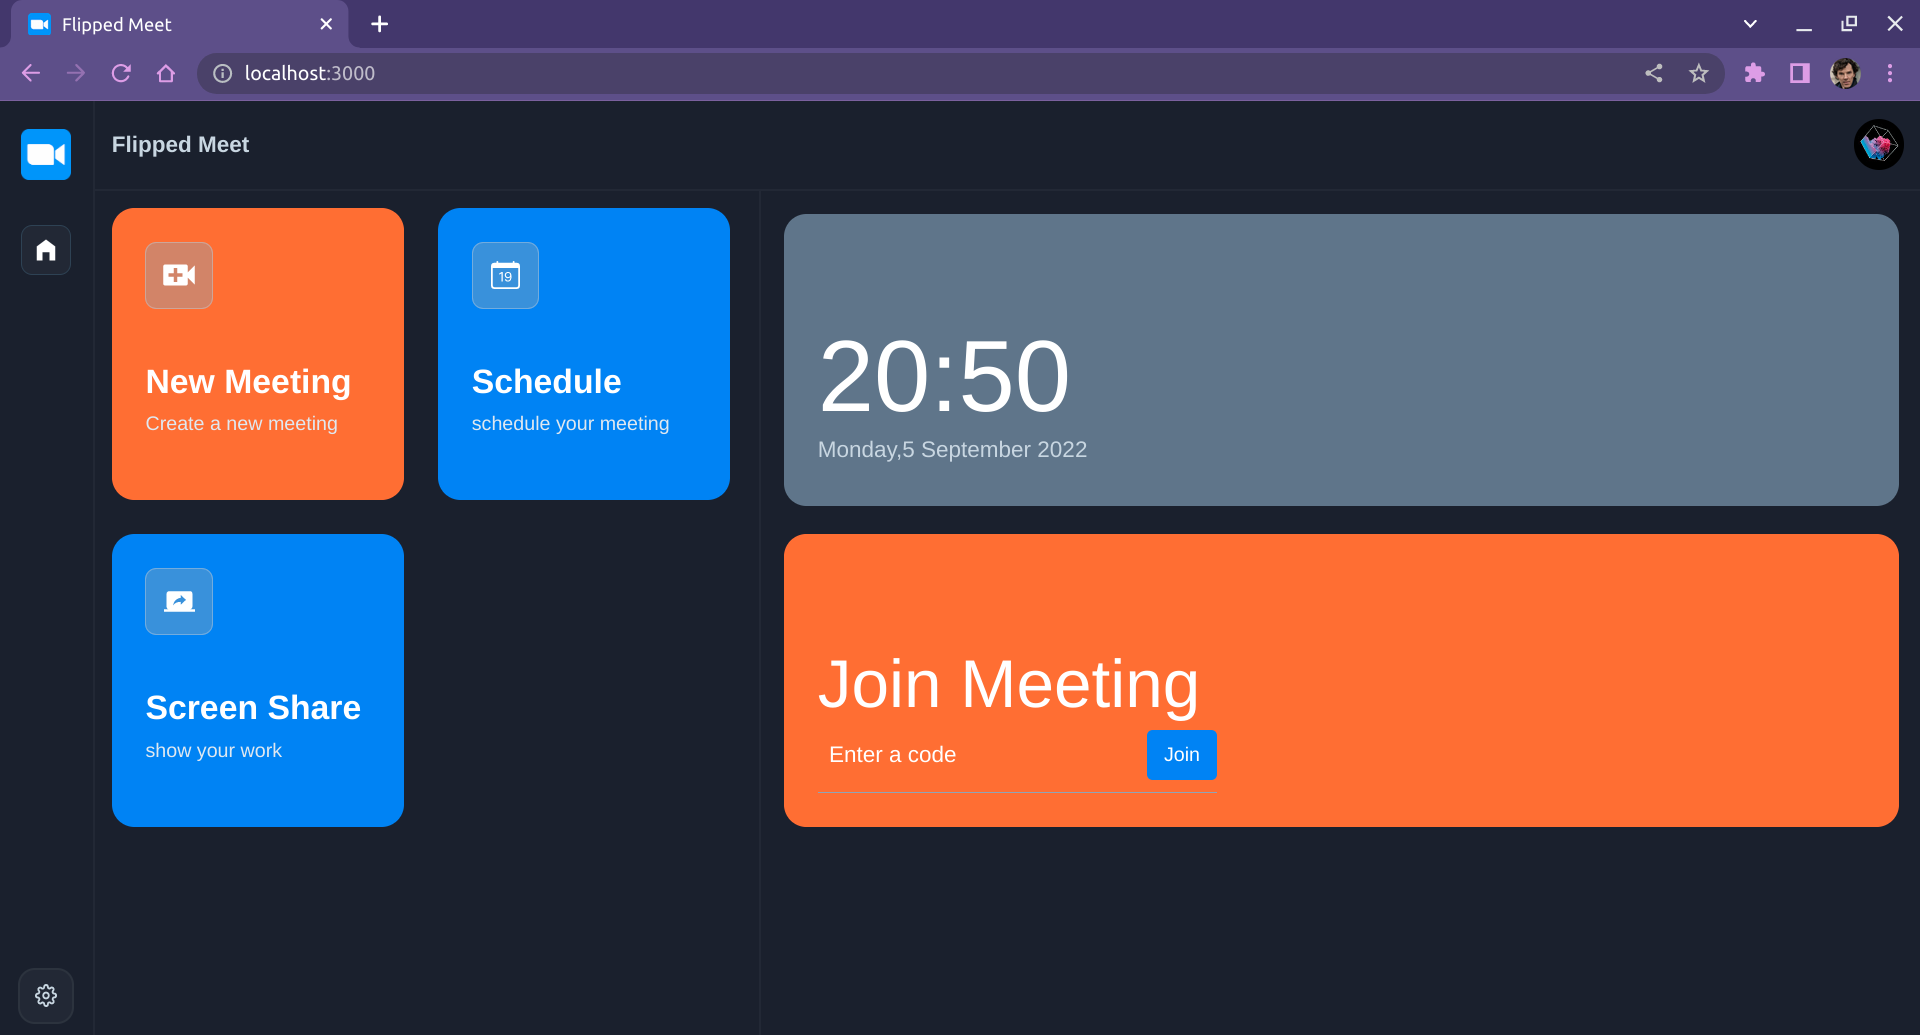 Flipped Meet
localhost:3000
Flipped Meet
New Meeting
Create a new meeting
19
Schedule
schedule your meeting
Screen Share
show your work
20:50
Monday,5 September 2022
Join Meeting
Enter a code
Join